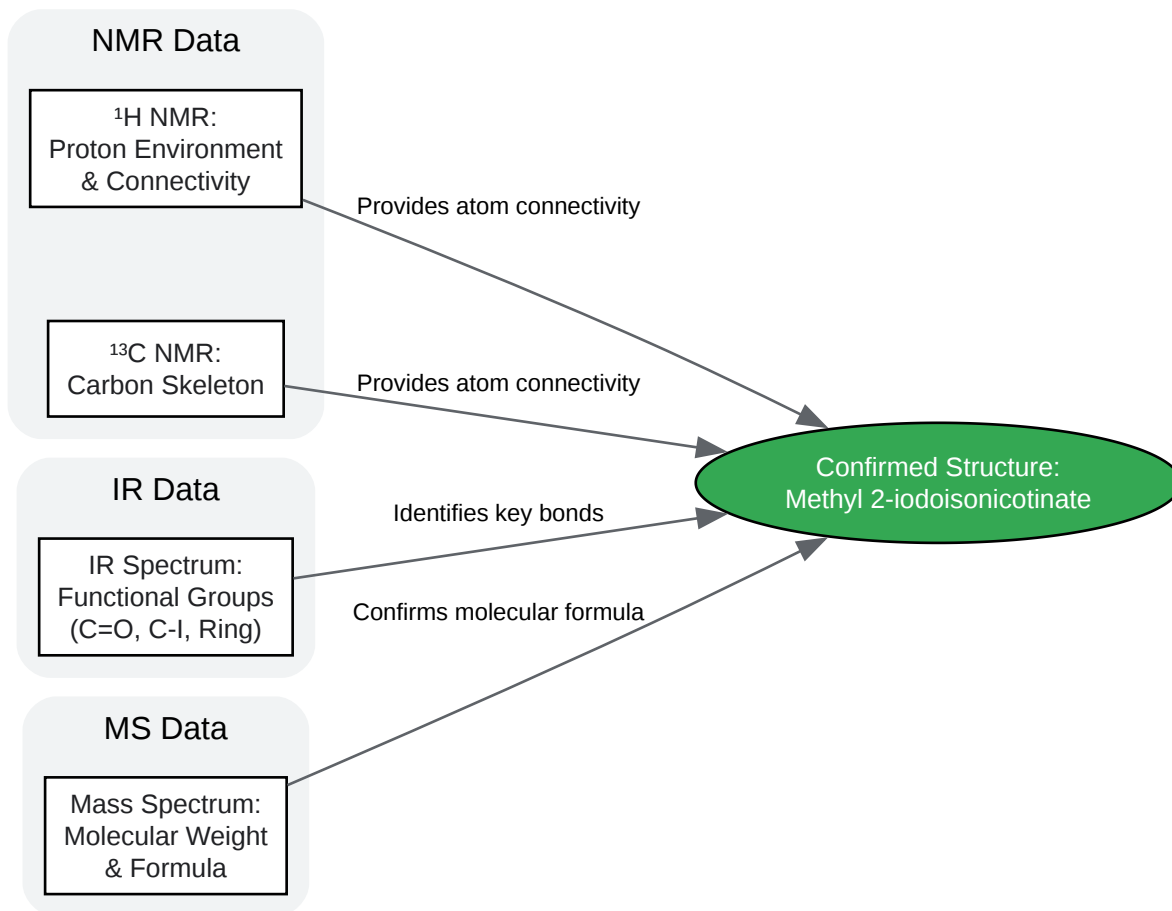 NMR Data
¹H NMR:
Proton Environment
& Connectivity
Provides atom connectivity
¹³C NMR:
Carbon Skeleton
Provides atom connectivity
Confirmed Structure:
Methyl 2-iodoisonicotinate
IR Data
Identifies key bonds
IR Spectrum:
Functional Groups
(C=O, C-I, Ring)
Confirms molecular formula
MS Data
Mass Spectrum:
Molecular Weight
& Formula